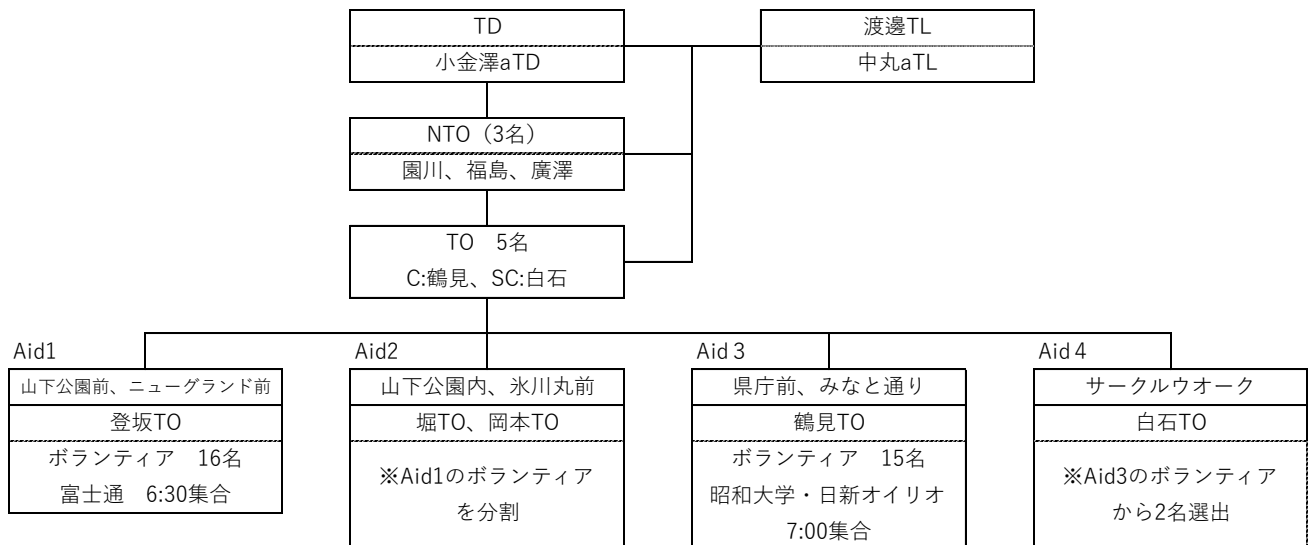 TD
小金澤aTD
渡邊TL
中丸aTL
NTO（3名）
園川、福島、廣澤
TO　5名
C:鶴見、SC:白石
Aid1
山下公園前、ニューグランド前
登坂TO
ボランティア　16名
富士通　6:30集合
Aid2
山下公園内、氷川丸前
堀TO、岡本TO
※Aid1のボランティア
を分割
Aid３
県庁前、みなと通り
鶴見TO
ボランティア　15名
昭和大学・日新オイリオ
7:00集合
Aid４
サークルウオーク
白石TO
※Aid3のボランティア
から2名選出